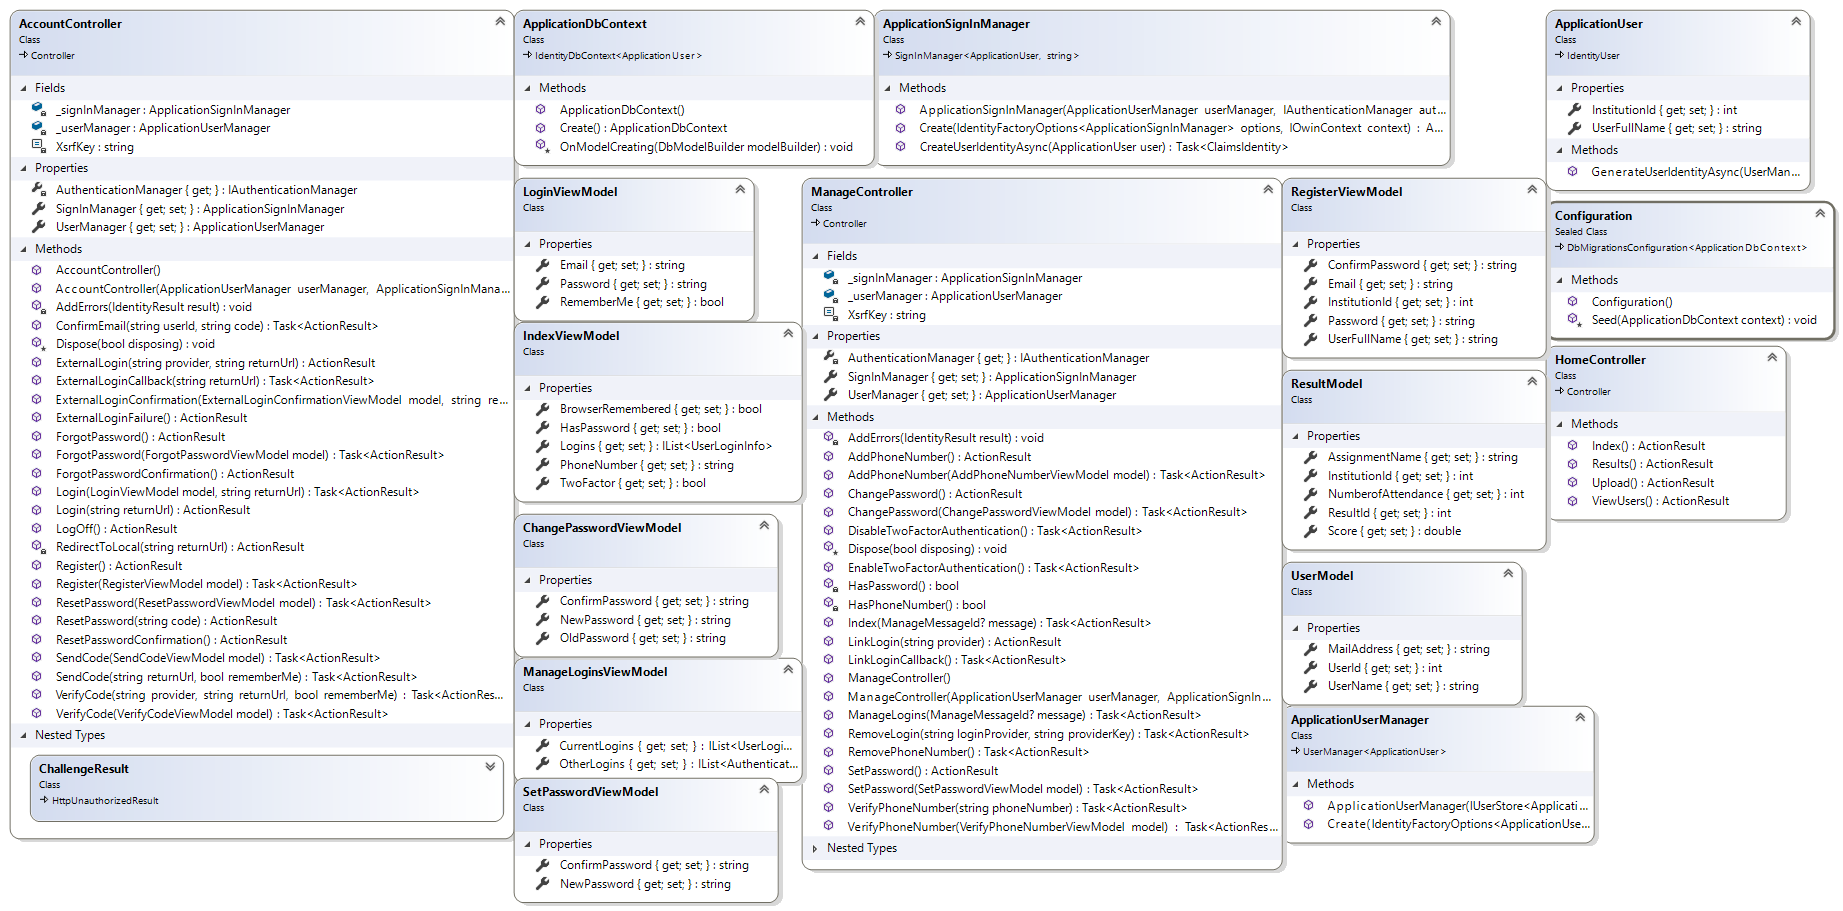 AccountController
Class
Controller
Fields
_signInManager : ApplicationSignInManager
_userManager : ApplicationUserManager
XsrfKey : string
Properties
AuthenticationManager { get; } : IAuthenticationManager
SignInManager { get; set; } : ApplicationSignInManager
UserManager { get; set; } : ApplicationUserManager
Methods
AccountController()
AccountController(ApplicationUserManager userManager, ApplicationSignInMana...
AddErrors(IdentityResult result) : void
ConfirmEmail(string userId, string code) : Task<ActionResult>
Dispose(bool disposing) : void
ExternalLogin(string provider, string returnUrl) : ActionResult
ExternalLoginCallback(string returnUrl) : Task<ActionResult>
ExternalLoginConfirmation(ExternalLoginConfirmationViewModel model, string re...
ExternalLoginFailure() : ActionResult
ForgotPassword() : ActionResult
ForgotPassword(ForgotPasswordViewModel model) : Task<ActionResult>
ForgotPasswordConfirmation() : ActionResult
Login(LoginViewModel model, string returnUrl) : Task<ActionResult>
Login(string returnUrl) : ActionResult
LogOff() : ActionResult
RedirectToLocal(string returnUrl) : ActionResult
Register() : ActionResult
Register(RegisterViewModel model) : Task<ActionResult>
ResetPassword(ResetPasswordViewModel model) : Task<ActionResult>
ResetPassword(string code) : ActionResult
ResetPasswordConfirmation() : ActionResult
SendCode(SendCodeViewModel model) : Task<ActionResult>
SendCode(string returnUrl, bool rememberMe) : Task<ActionResult>
VerifyCode(string provider, string returnUrl, bool rememberMe) : Task<ActionRes...
VerifyCode(VerifyCodeViewModel model) : Task<ActionResult>
Nested Types
ChallengeResult
Class
HttpUnauthorizedResult
ApplicationDbContext
Class
IdentityDbContext<ApplicationUser>
Methods
ApplicationDbContext()
Create() : ApplicationDbContext
OnModelCreating(DbModelBuilder modelBuilder) : void
ApplicationSignInManager
Class
SignInManager<ApplicationUser, string>
Methods
ApplicationSignInManager(ApplicationUserManager userManager, IAuthenticationManager aut...
Create(IdentityFactoryOptions<ApplicationSignInManager> options, IOwinContext context) : A...
CreateUserIdentityAsync(ApplicationUser user) : Task<ClaimsIdentity>
LoginViewModel
Class
Properties
Email { get; set; } : string
Password { get; set; } : string
RememberMe { get; set; } : bool
IndexViewModel
Class
Properties
BrowserRemembered { get; set; } : bool
HasPassword { get; set; } : bool
Logins { get; set; } : IList<UserLoginInfo>
PhoneNumber { get; set; } : string
TwoFactor { get; set; } : bool
ChangePasswordViewModel
Class
Properties
ConfirmPassword { get; set; } : string
NewPassword { get; set; } : string
OldPassword { get; set; } : string
ManageLoginsViewModel
Class
Properties
CurrentLogins { get; set; } : IList<UserLogi...
OtherLogins { get; set; } : IList<Authenticat...
SetPasswordViewModel
Class
Properties
ConfirmPassword { get; set; } : string
NewPassword { get; set; } : string
ManageController
Class
Controller
Fields
_signInManager : ApplicationSignInManager
_userManager : ApplicationUserManager
XsrfKey : string
Properties
AuthenticationManager { get; } : IAuthenticationManager
SignInManager { get; set; } : ApplicationSignInManager
UserManager { get; set; } : ApplicationUserManager
Methods
AddErrors(IdentityResult result) : void
AddPhoneNumber() : ActionResult
AddPhoneNumber(AddPhoneNumberViewModel model) : Task<ActionResult>
ChangePassword() : ActionResult
ChangePassword(ChangePasswordViewModel model) : Task<ActionResult>
DisableTwoFactorAuthentication() : Task<ActionResult>
Dispose(bool disposing) : void
EnableTwoFactorAuthentication() : Task<ActionResult>
HasPassword() : bool
HasPhoneNumber() : bool
Index(ManageMessageId? message) : Task<ActionResult>
LinkLogin(string provider) : ActionResult
LinkLoginCallback() : Task<ActionResult>
ManageController()
ManageController(ApplicationUserManager userManager, ApplicationSignIn...
ManageLogins(ManageMessageId? message) : Task<ActionResult>
RemoveLogin(string loginProvider, string providerKey) : Task<ActionResult>
RemovePhoneNumber() : Task<ActionResult>
SetPassword() : ActionResult
SetPassword(SetPasswordViewModel model) : Task<ActionResult>
VerifyPhoneNumber(string phoneNumber) : Task<ActionResult>
VerifyPhoneNumber(VerifyPhoneNumberViewModel model) : Task<ActionRes...
Nested Types
RegisterViewModel
Class
Properties
ConfirmPassword { get; set; } : string
Email { get; set; } : string
InstitutionId { get; set; } : int
Password { get; set; } : string
UserFullName { get; set; } : string
ResultModel
Class
Properties
AssignmentName { get; set; } : string
InstitutionId { get; set; } : int
NumberofAttendance { get; set; } : int
ResultId { get; set; } : int
Score { get; set; } : double
UserModel
Class
Properties
MailAddress { get; set; } : string
UserId { get; set; } : int
UserName { get; set; } : string
ApplicationUserManager
Class
UserManager<ApplicationUser>
Methods
ApplicationUserManager(IUserStore<Applicati...
Create(IdentityFactoryOptions<ApplicationUse...
ApplicationUser
Class
IdentityUser
Properties
InstitutionId { get; set; } : int
UserFullName { get; set; } : string
Methods
GenerateUserIdentityAsync(UserMan...
Configuration
Sealed Class
DbMigrationsConfiguration<ApplicationDbContext>
Methods
Configuration()
Seed(ApplicationDbContext context) : void
HomeController
Class
Controller
Methods
Index() : ActionResult
Results() : ActionResult
Upload() : ActionResult
ViewUsers() : ActionResult